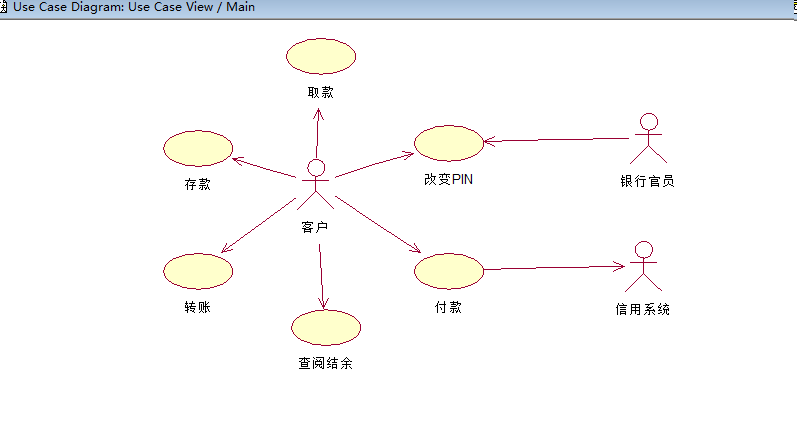 Use Case Diagram: Use Case View / Main
取款
存款
改变PIN
银行官员
客户
转账
付款
信用系统
查阅结余